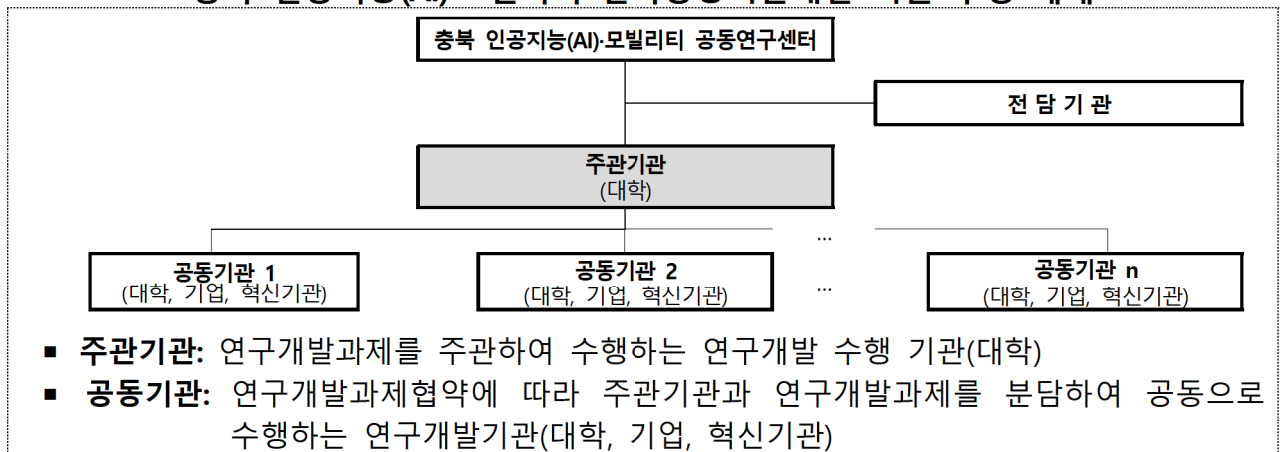 충북 인공지능(AI)·모빌리티 공동연구센터
전담기관
주관기관
(대학)
...
공동기관 1
(대학, 기업, 혁신기관)
공동기관 2
(대학, 기업, 혁신기관)
...
공동기관 n
(대학, 기업, 혁신기관)
▪ 주관기관: 연구개발과제를 주관하여 수행하는 연구개발 수행 기관(대학)
▪ 공동기관: 연구개발과제협약에 따라 주관기관과 연구개발과제를 분담하여 공동으로
수행하는 연구개발기관(대학, 기업, 혁신기관)